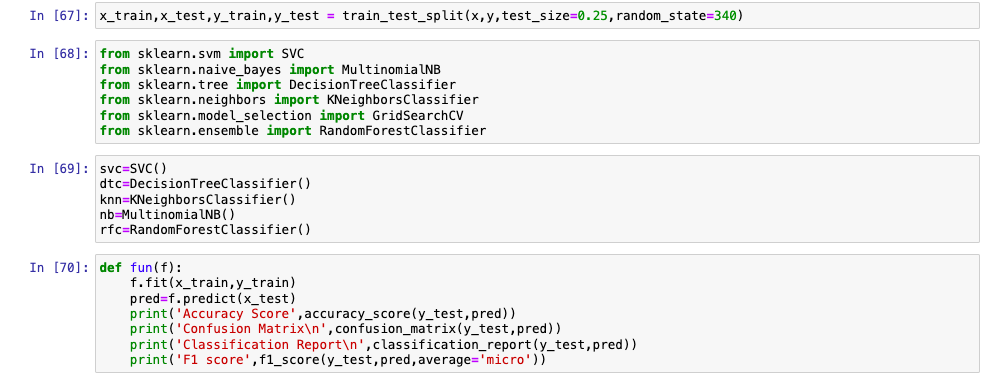 In [67]: x_train,x_test,y_train,y_test = train_test_split(x,y,test_size=0.25,random_state=340)
In [68]: from sklearn.svm import SVC
from sklearn.naive_bayes import MultinomialNB
from sklearn.tree import DecisionTreeClassifier
from sklearn.neighbors import KNeighborsClassifier
from sklearn.model_selection import GridSearchCV
from sklearn.ensemble import RandomForestClassifier
In [69]: svc=SVC()
dtc=DecisionTreeClassifier()
knn=KNeighborsClassifier()
nb=MultinomialNB()
rfc=RandomForestClassifier()
In [70]: def fun(f):
    f.fit(x_train,y_train)
    pred=f.predict(x_test)
    print('Accuracy Score',accuracy_score(y_test,pred))
    print('Confusion Matrix\n',confusion_matrix(y_test,pred))
    print('Classification Report\n',classification_report(y_test,pred))
    print('F1 score',f1_score(y_test,pred,average='micro'))